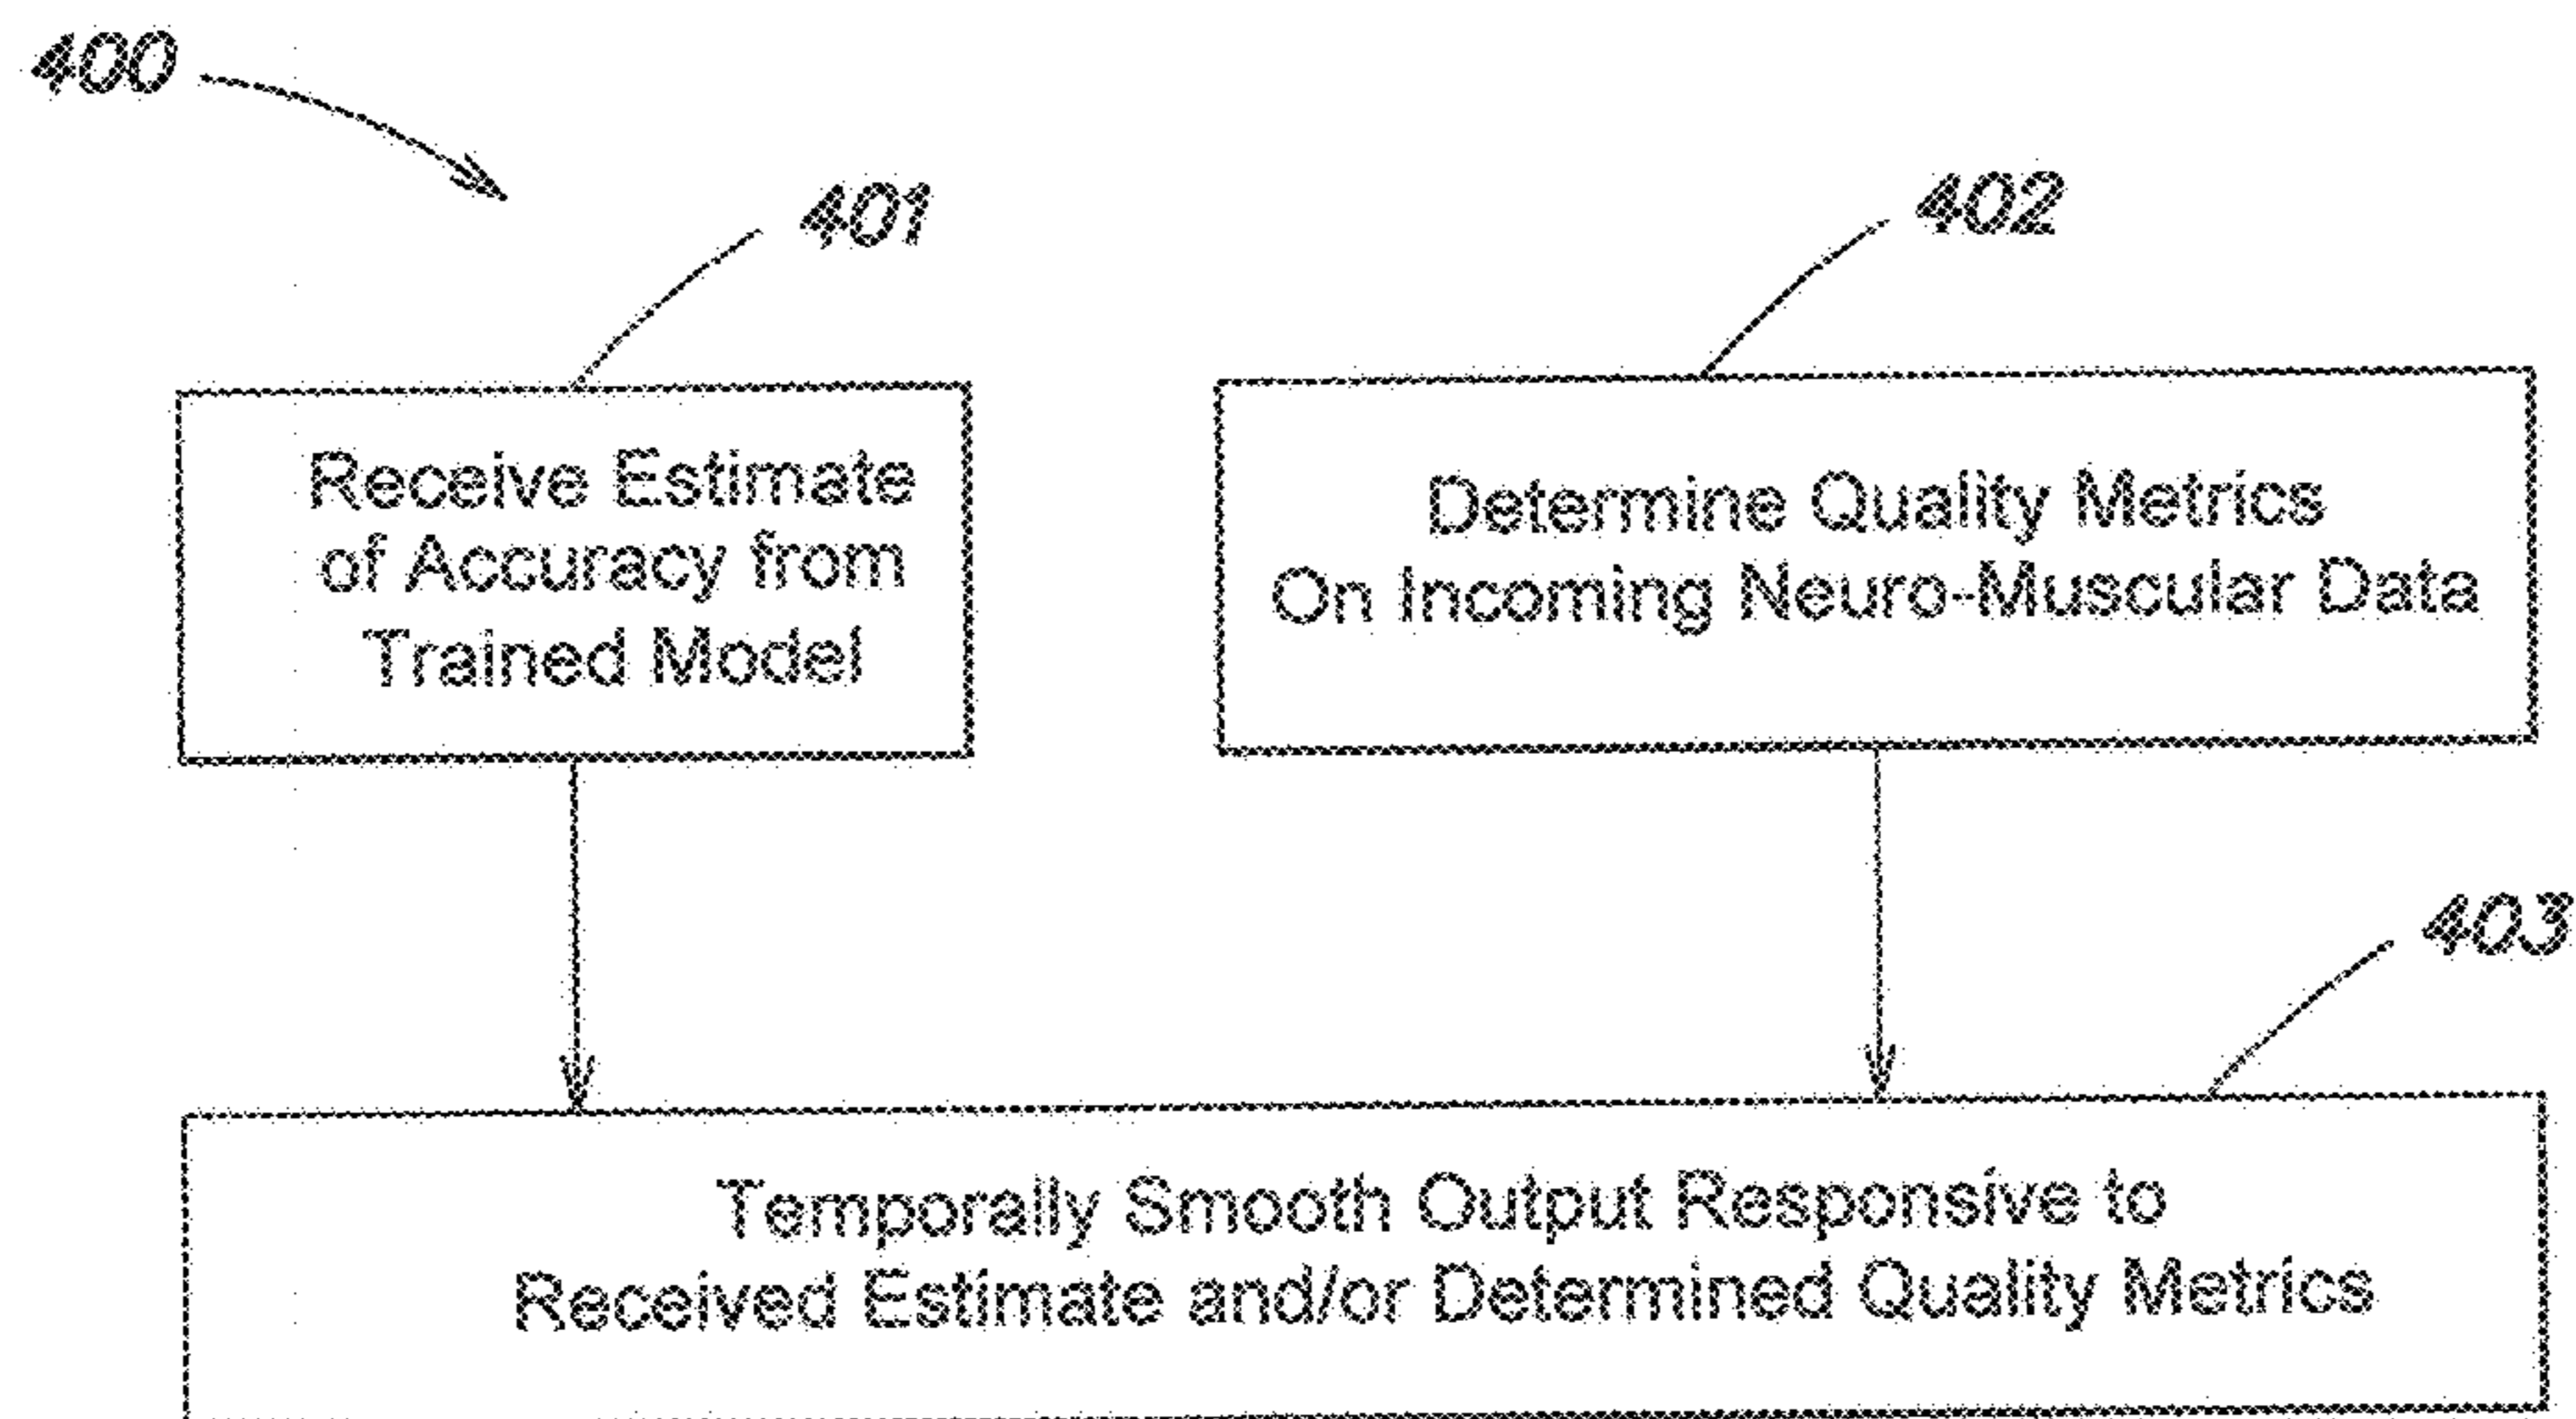 400
401
402
Receive Estimate
of Accuracy from
Trained Model
Determine Quality Metrics
On Incoming Neuro-Muscular Data
403
Temporally Smooth Output Responsive to
Received Estimate and/or Determined Quality Metrics